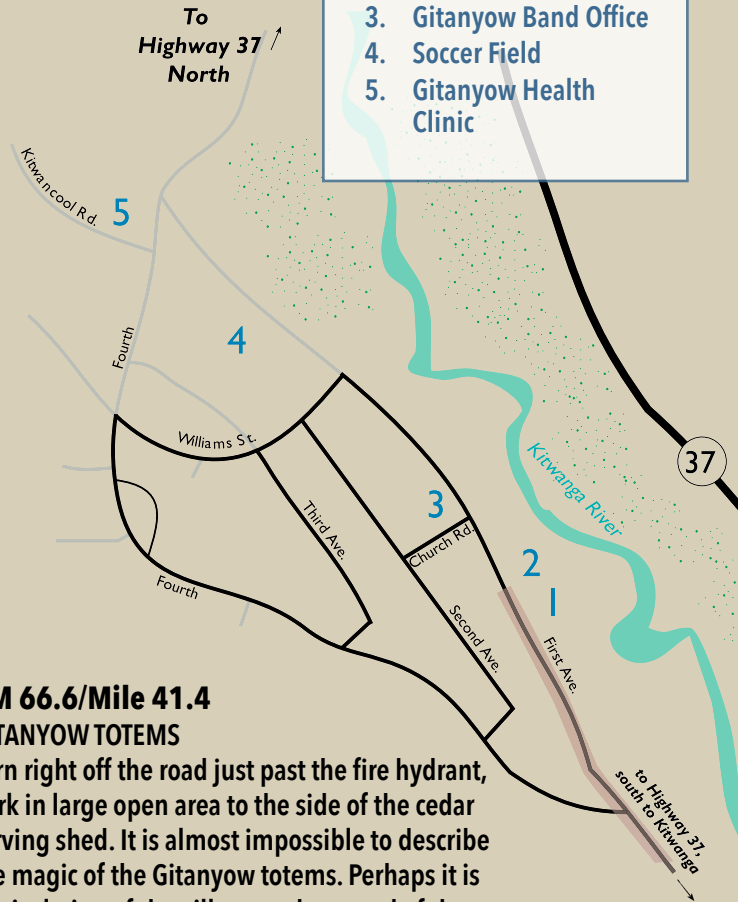 To
Highway 37
North
3. Gitanyow Band Office
4. Soccer Field
5. Gitanyow Health
Clinic
Kitwancool Rd.
5
4
Fourth
Williams St.
37
Kitwanga River
3
Third Ave.
Church Rd.
2
1
Fourth
Second Ave.
First Ave.
to Highway 37,
south to Kitwanga
M 66.6/Mile 41.4
TANYOW TOTEMS
rn right off the road just past the fire hydrant,
rk in large open area to the side of the cedar
rving shed. It is almost impossible to describe
e magic of the Gitanyow totems. Perhaps it is